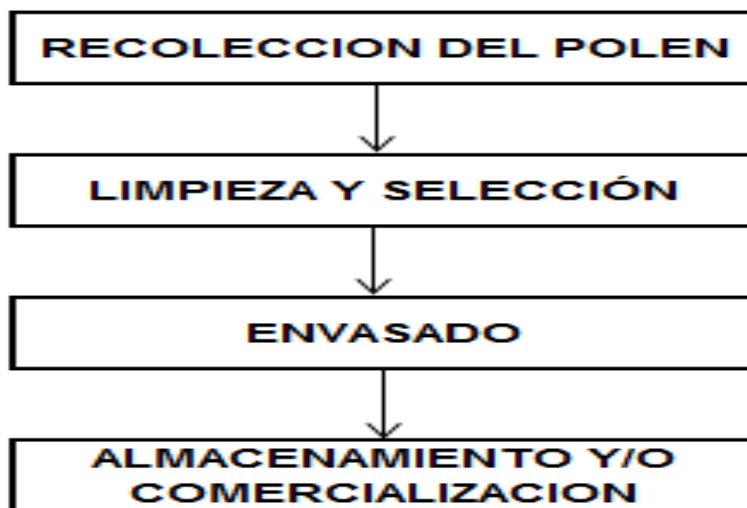 RECOLECCION DEL POLEN
LIMPIEZA Y SELECCIÓN
ENVASADO
ALMACENAMIENTO Y/O
COMERCIALIZACION